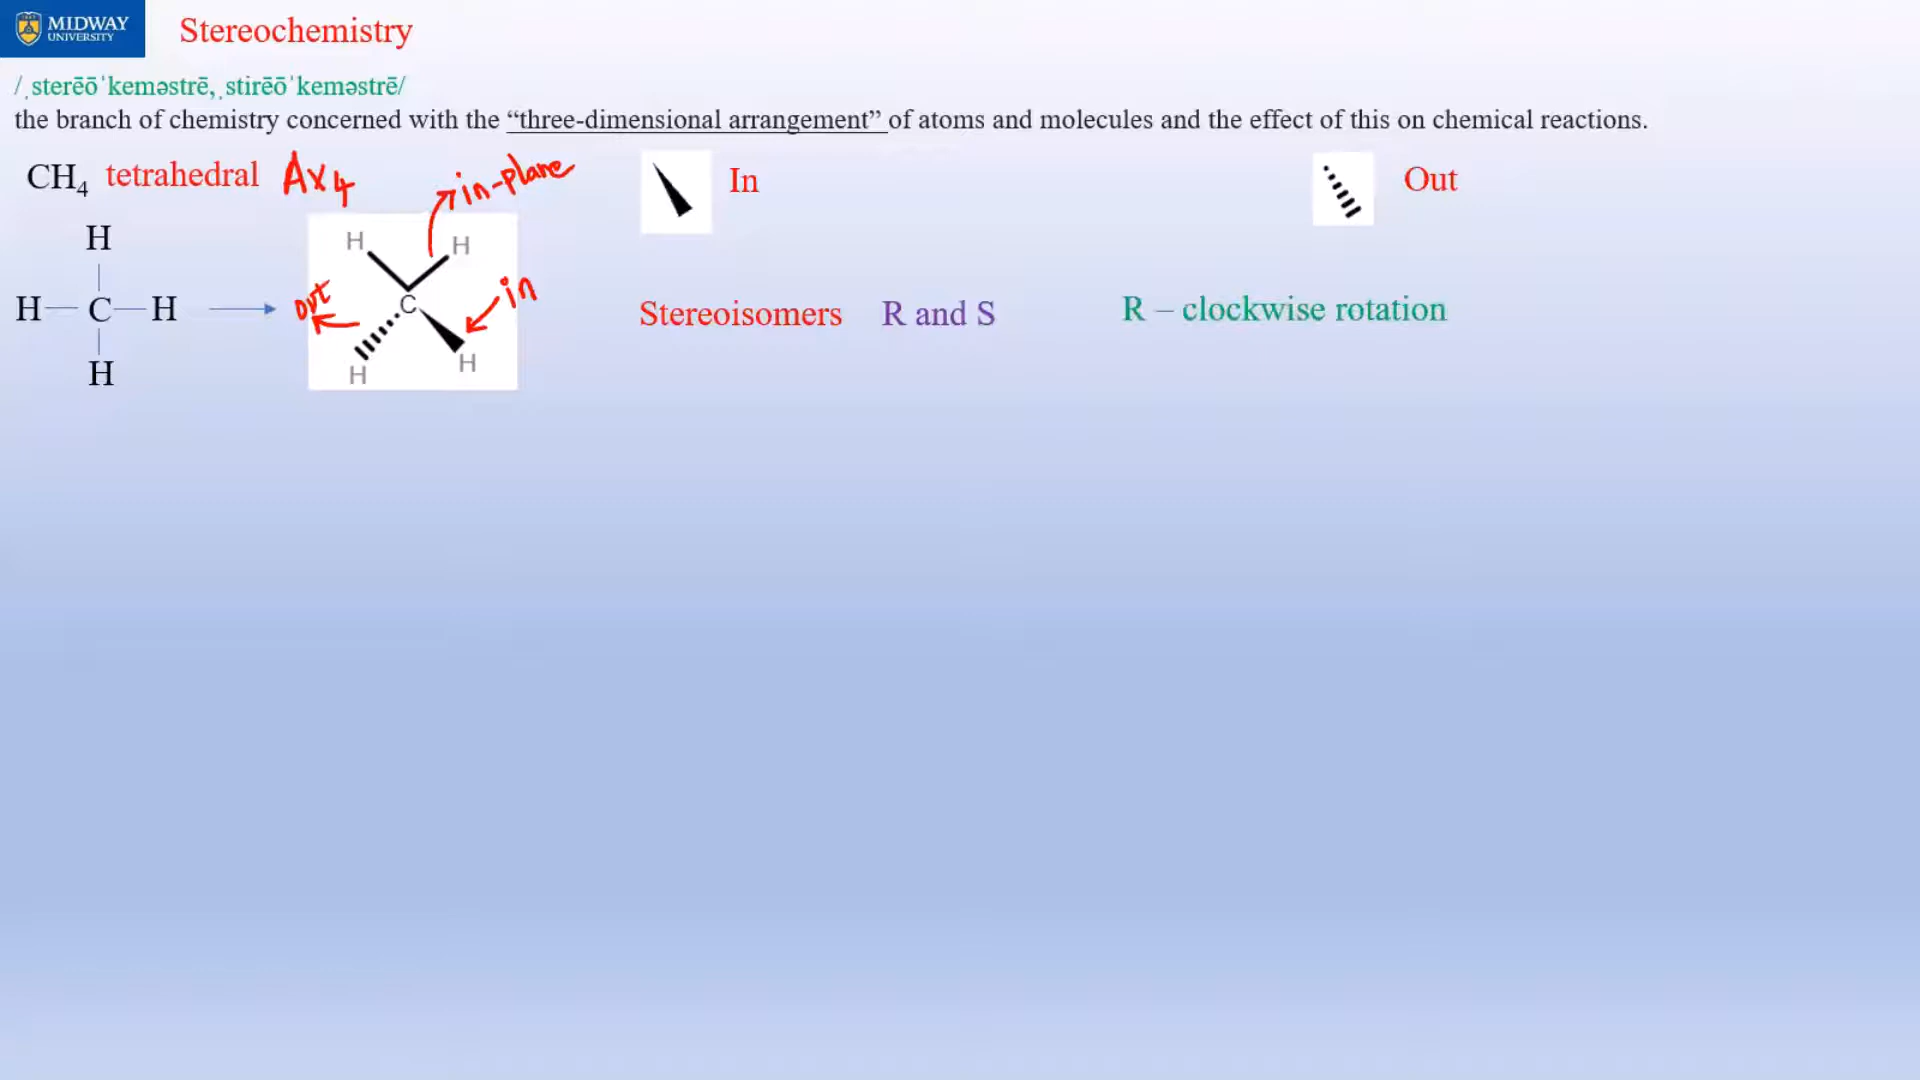 MIDWAY
UNIVERSITY
Stereochemistry
/ˌsterēōˈkeməstrē,ˌstirēōˈkeməstrē/
the branch of chemistry concerned with the “three-dimensional arrangement” of atoms and molecules and the effect of this on chemical reactions.
CH₄ tetrahedral AX₄
in-plane
In
Out
H
H C H
H
H H
C
H H
out
in
Stereoisomers R and S
R – clockwise rotation